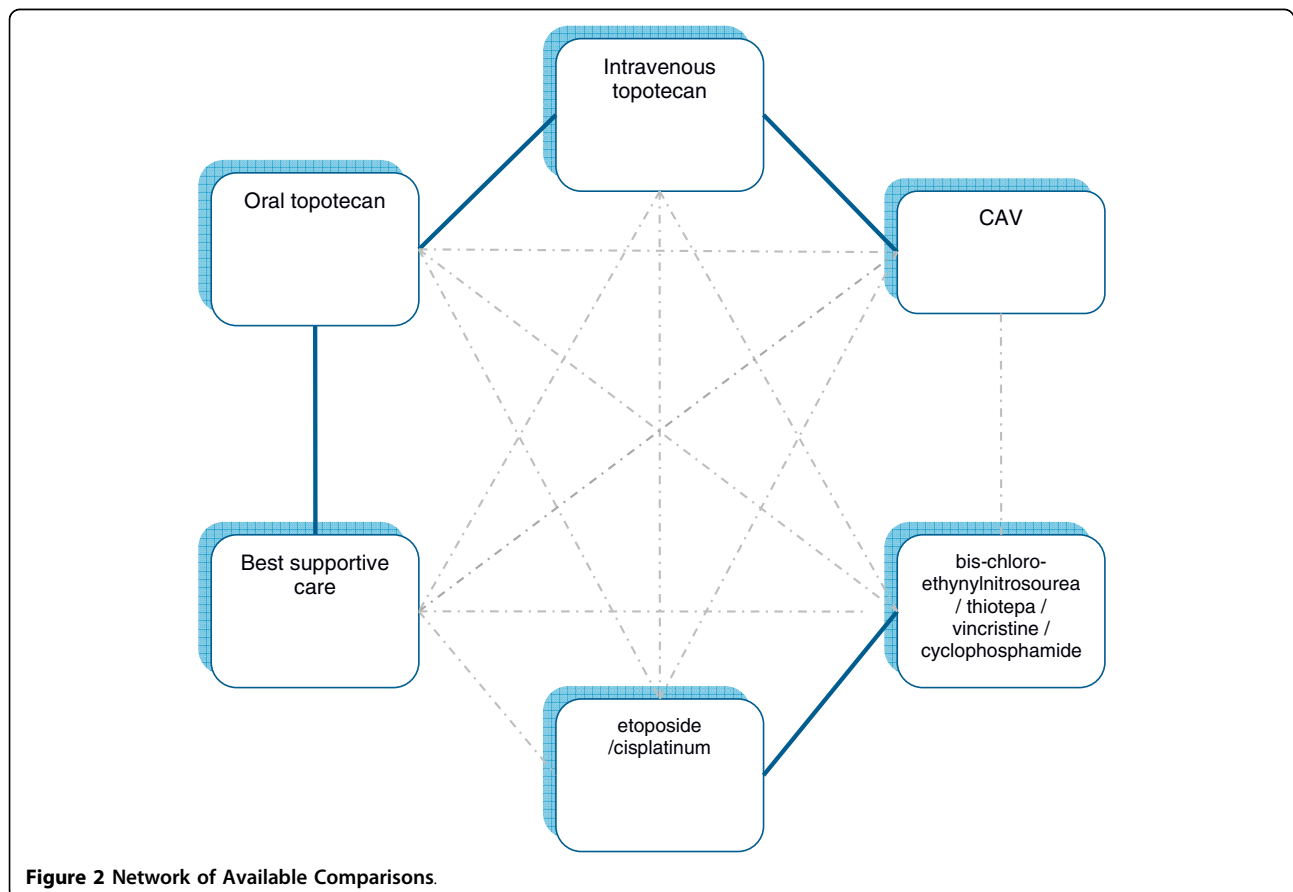 Intravenous
topotecan
Oral topotecan
CAV
Best supportive
care
bis-chloro-
ethynylnitrosourea
/ thiotepa /
vincristine /
cyclophosphamide
etoposide
/cisplatinum
Figure 2 Network of Available Comparisons.